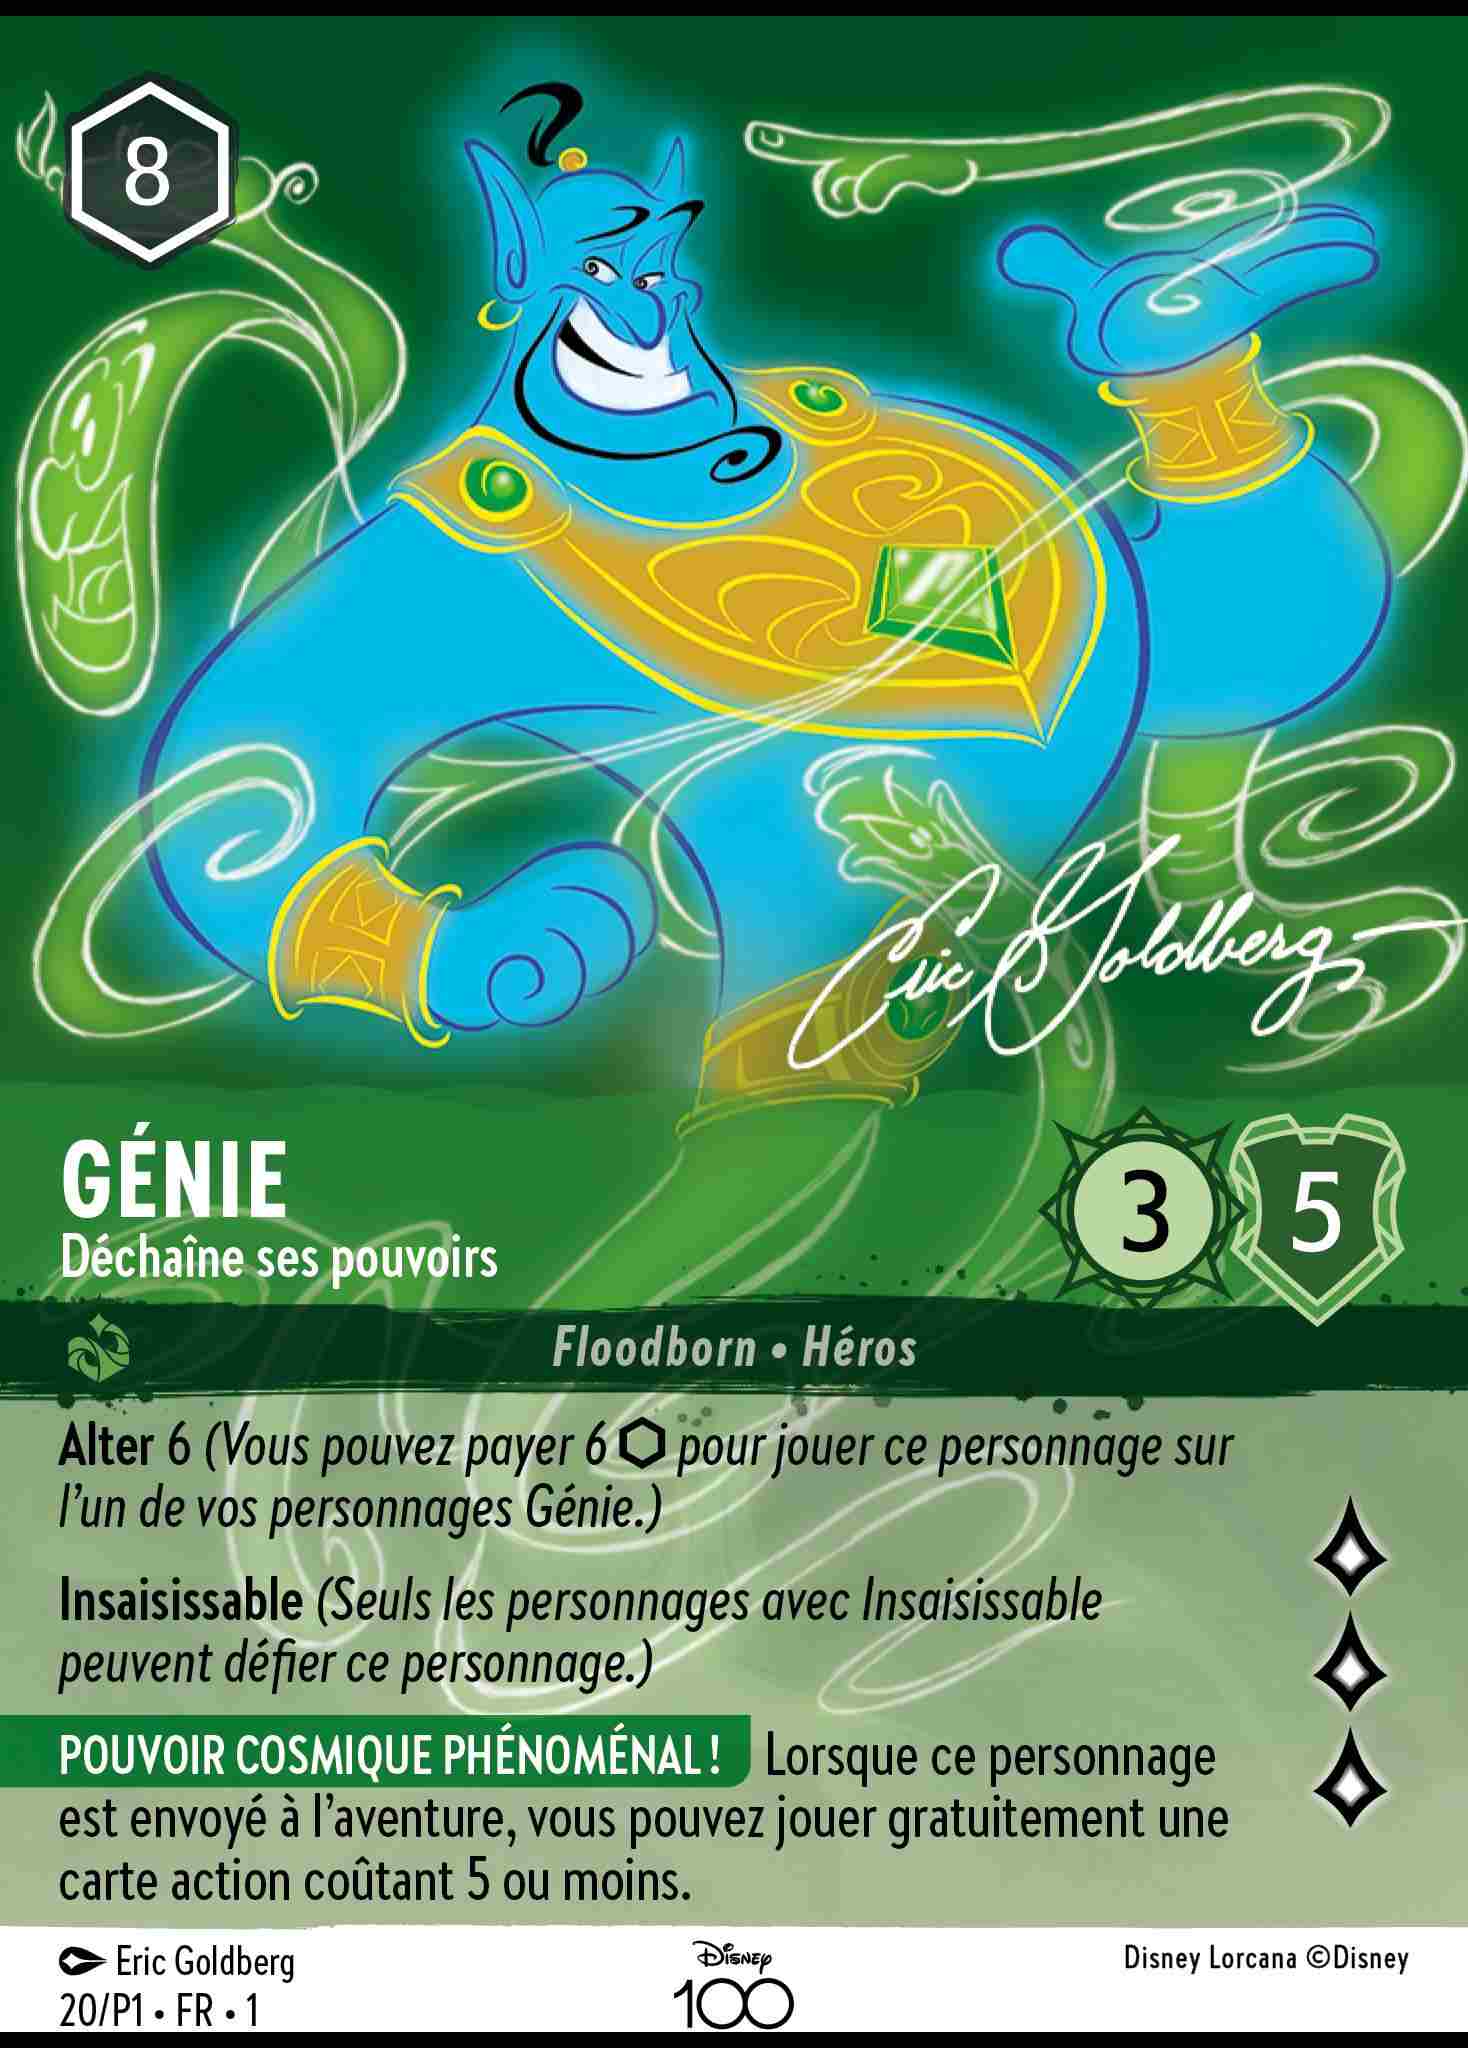 8
Eric Goldberg
GÉNIE
Déchaîne ses pouvoirs
3
5
Floodborn • Héros
Alter 6 (Vous pouvez payer 6 ⬡ pour jouer ce personnage sur
l’un de vos personnages Génie.)
Insaisissable (Seuls les personnages avec Insaisissable
peuvent défier ce personnage.)
POUVOIR COSMIQUE PHÉNOMÉNAL ! Lorsque ce personnage
est envoyé à l’aventure, vous pouvez jouer gratuitement une
carte action coûtant 5 ou moins.
Eric Goldberg
20/P1 • FR • 1
Disney
100
Disney Lorcana ©Disney